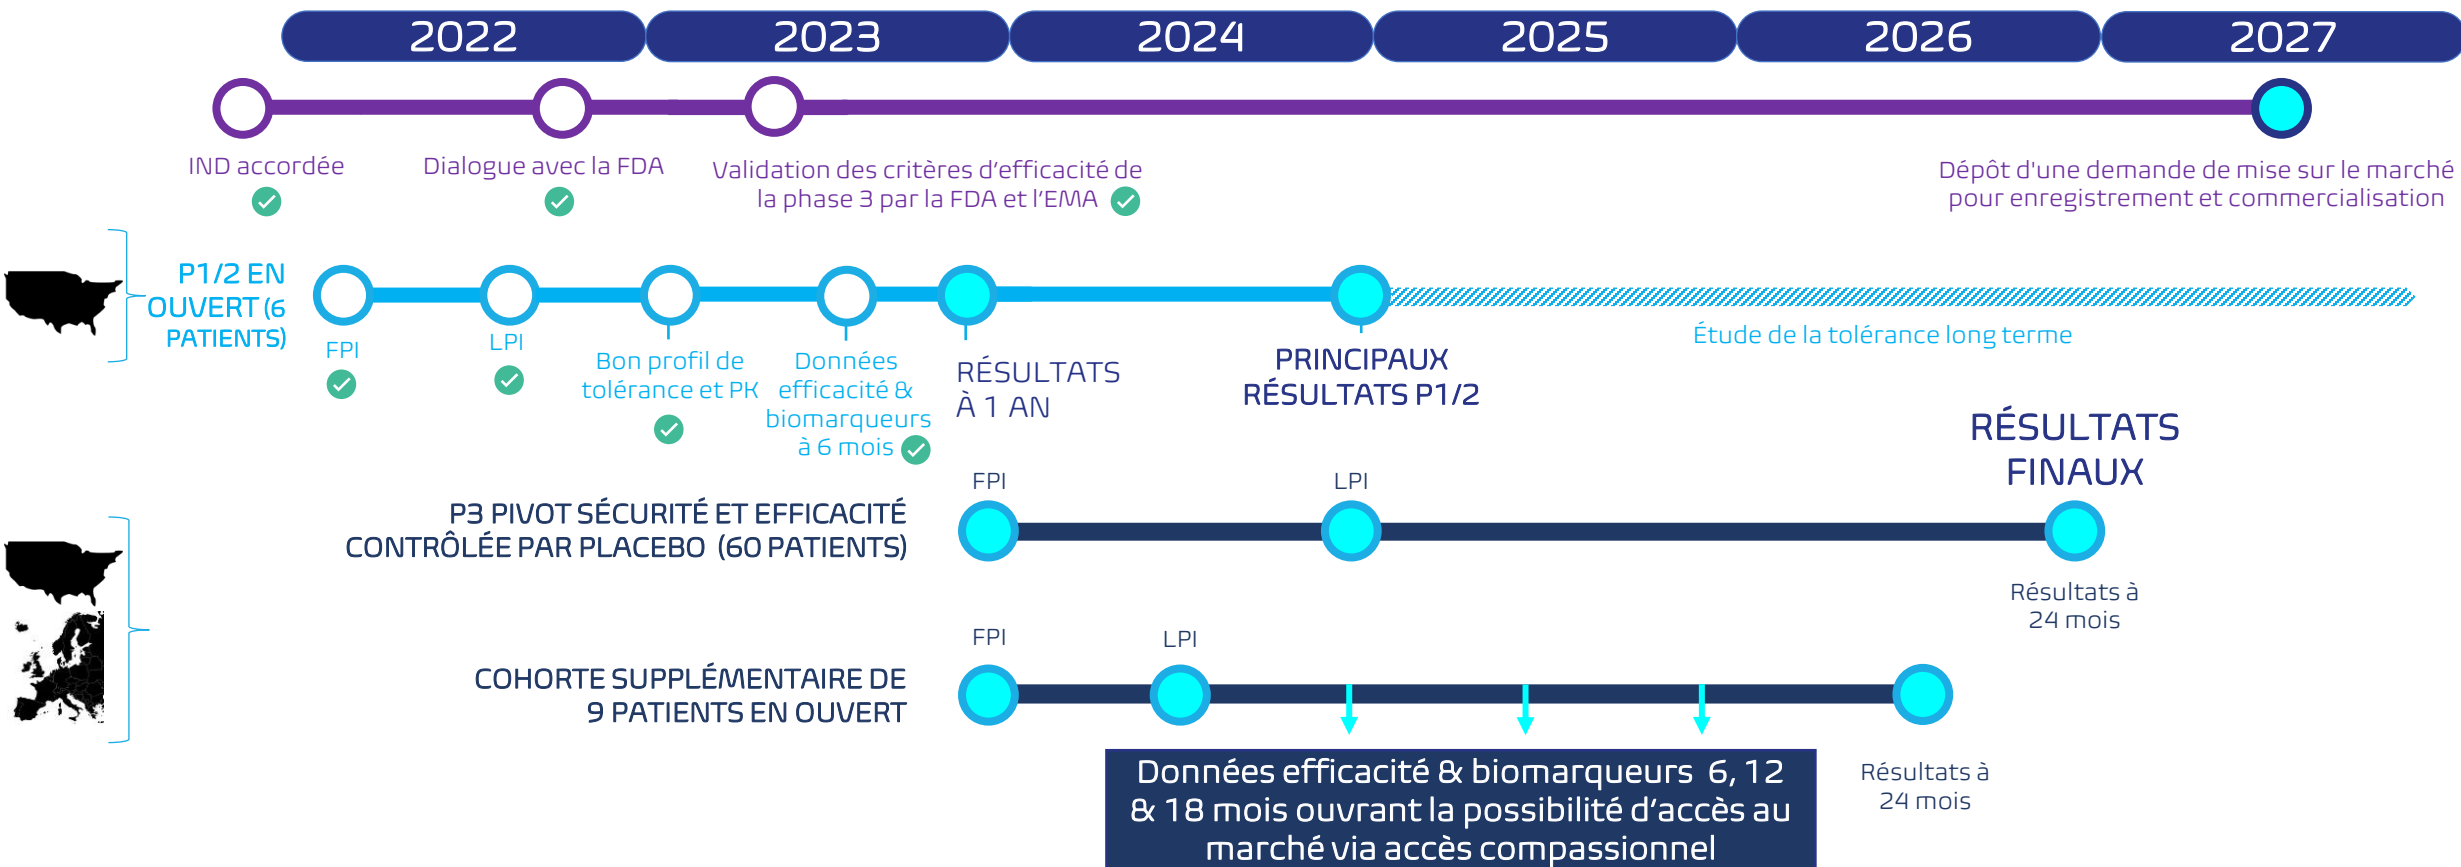 2022
2023
2024
2025
2026
2027
IND accordée
Dialogue avec la FDA
Validation des critères d'efficacité de
la phase 3 par la FDA et l'EMA
Dépôt d'une demande de mise sur le marché
pour enregistrement et commercialisation
P1/2 EN
OUVERT (6
PATIENTS)
FPI
LPI
Bon profil de
tolérance et PK
Données
efficacité &
biomarqueurs
à 6 mois
RÉSULTATS
À 1 AN
PRINCIPAUX
RÉSULTATS P1/2
Étude de la tolérance long terme
P3 PIVOT SÉCURITÉ ET EFFICACITÉ
CONTRÔLÉE PAR PLACEBO (60 PATIENTS)
FPI
LPI
RÉSULTATS
FINAUX
Résultats à
24 mois
COHORTE SUPPLÉMENTAIRE DE
9 PATIENTS EN OUVERT
FPI
LPI
Données efficacité & biomarqueurs 6, 12
& 18 mois ouvrant la possibilité d'accès au
marché via accès compassionnel
Résultats à
24 mois